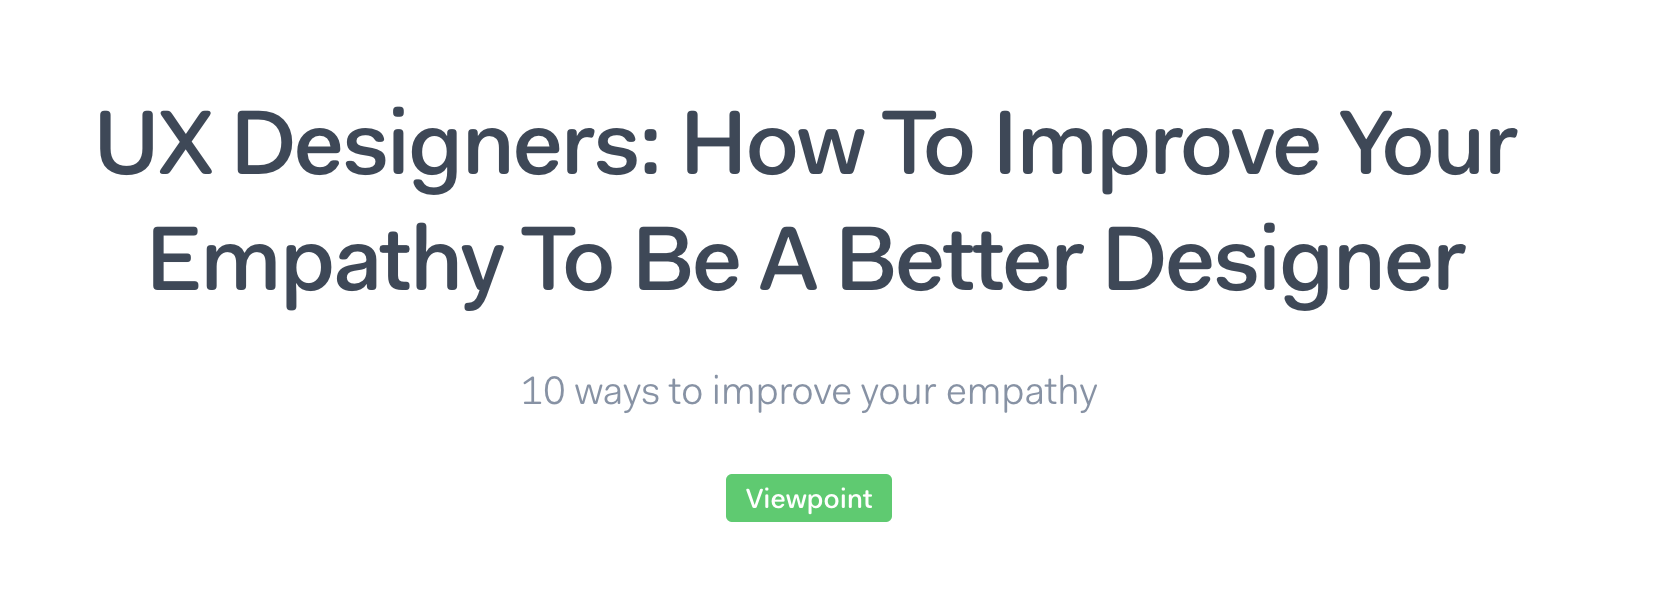 UX Designers: How To Improve Your
Empathy To Be A Better Designer
10 ways to improve your empathy
Viewpoint